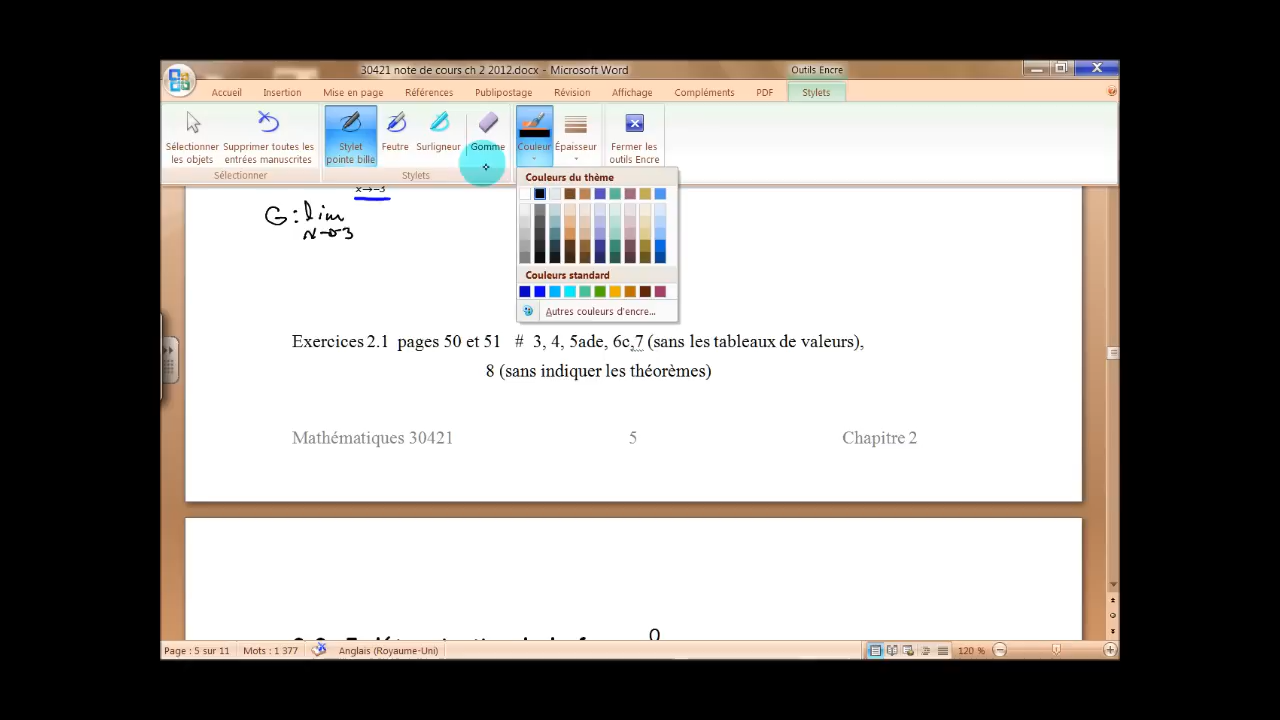 30421 note de cours ch 2 2012.docx - Microsoft Word
Outils Encre
Accueil Insertion Mise en page Références Publipostage Révision Affichage Compléments PDF Stylets
Sélectionner les objets
Supprimer toutes les entrées manuscrites
Stylet pointe bille
Feutre
Surligneur
Gomme
Couleur
Épaisseur
Fermer les outils Encre
Sélectionner
Stylets
Couleurs du thème
Couleurs standard
Autres couleurs d'encre...
x→-3
G: lim
x→-3
Exercices 2.1 pages 50 et 51 # 3, 4, 5ade, 6c,7 (sans les tableaux de valeurs),
8 (sans indiquer les théorèmes)
Mathématiques 30421 5 Chapitre 2
0
Page : 5 sur 11 Mots : 1 377 Anglais (Royaume-Uni) 120 %